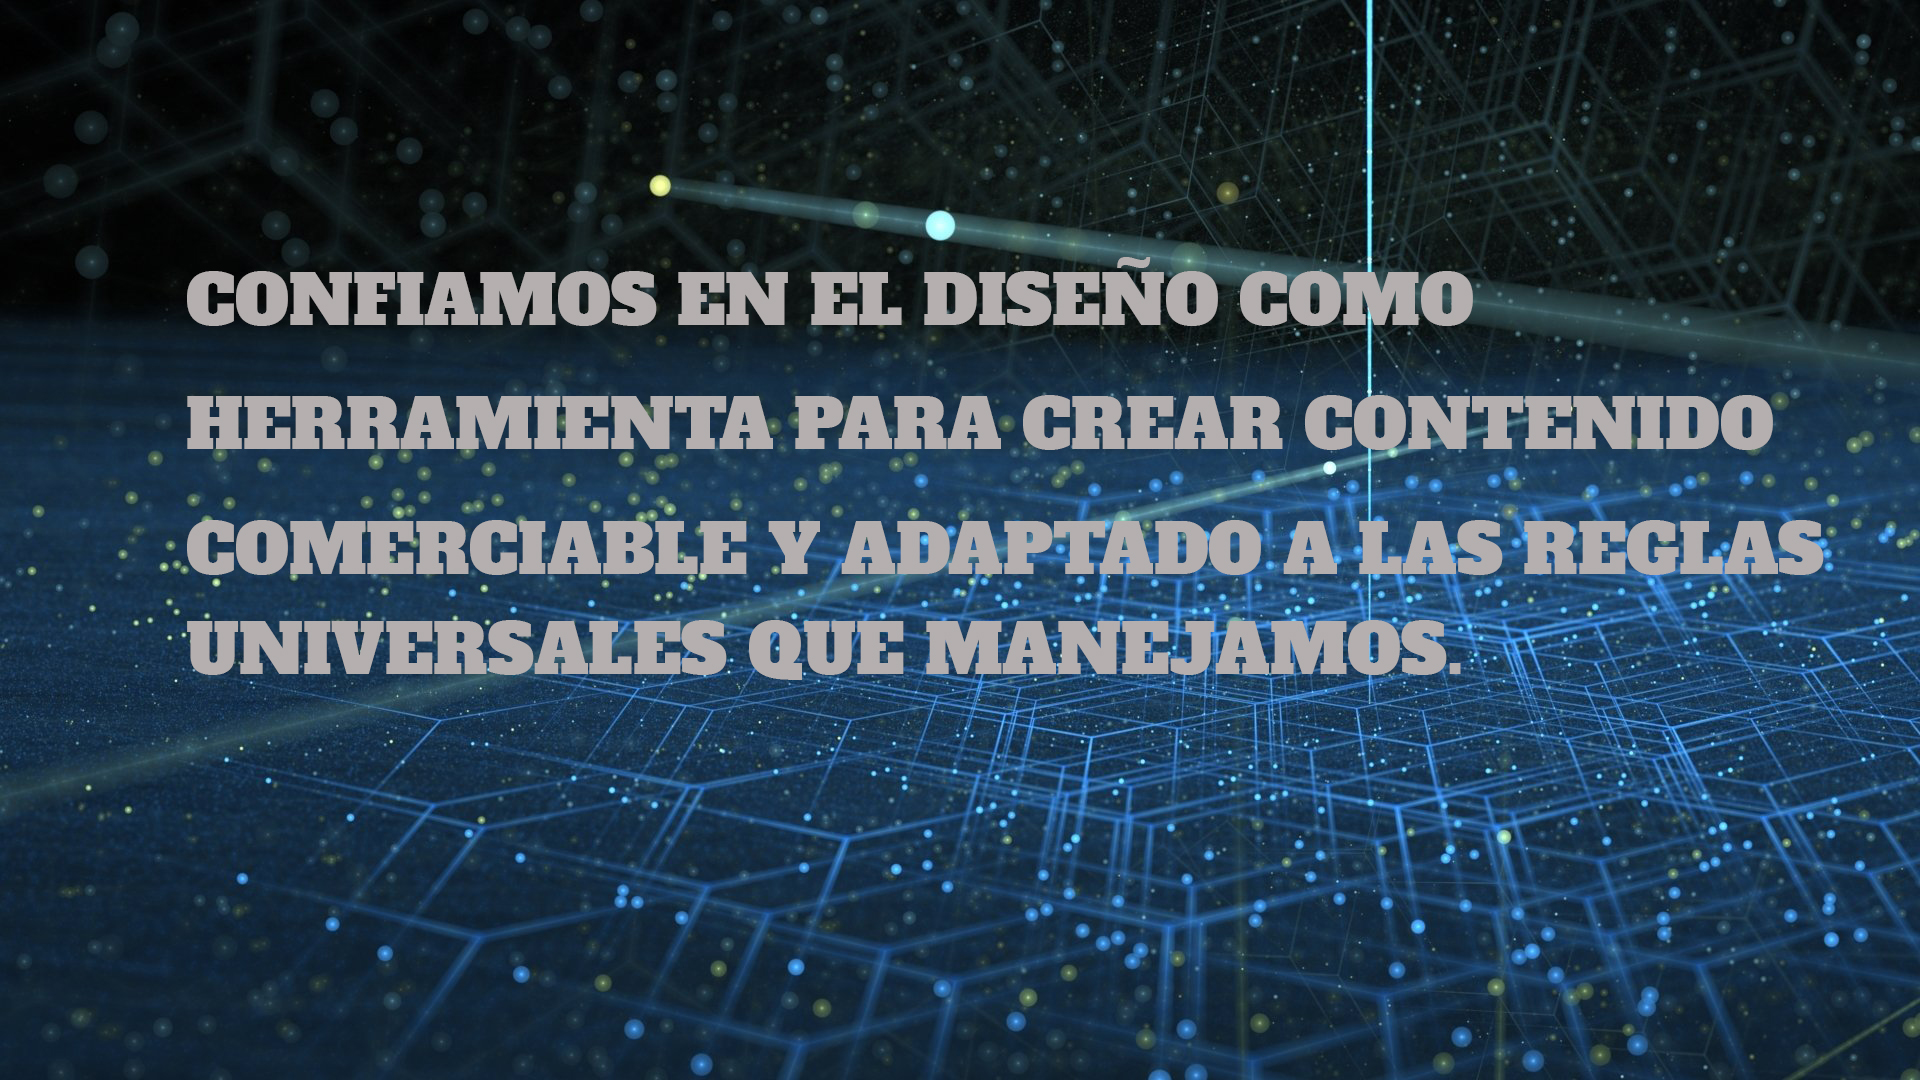 CONFIAMOS EN EL DISEÑO COMO
HERRAMIENTA PARA CREAR CONTENIDO
COMERCIABLE Y ADAPTADO A LAS REGLAS
UNIVERSALES QUE MANEJAMOS.